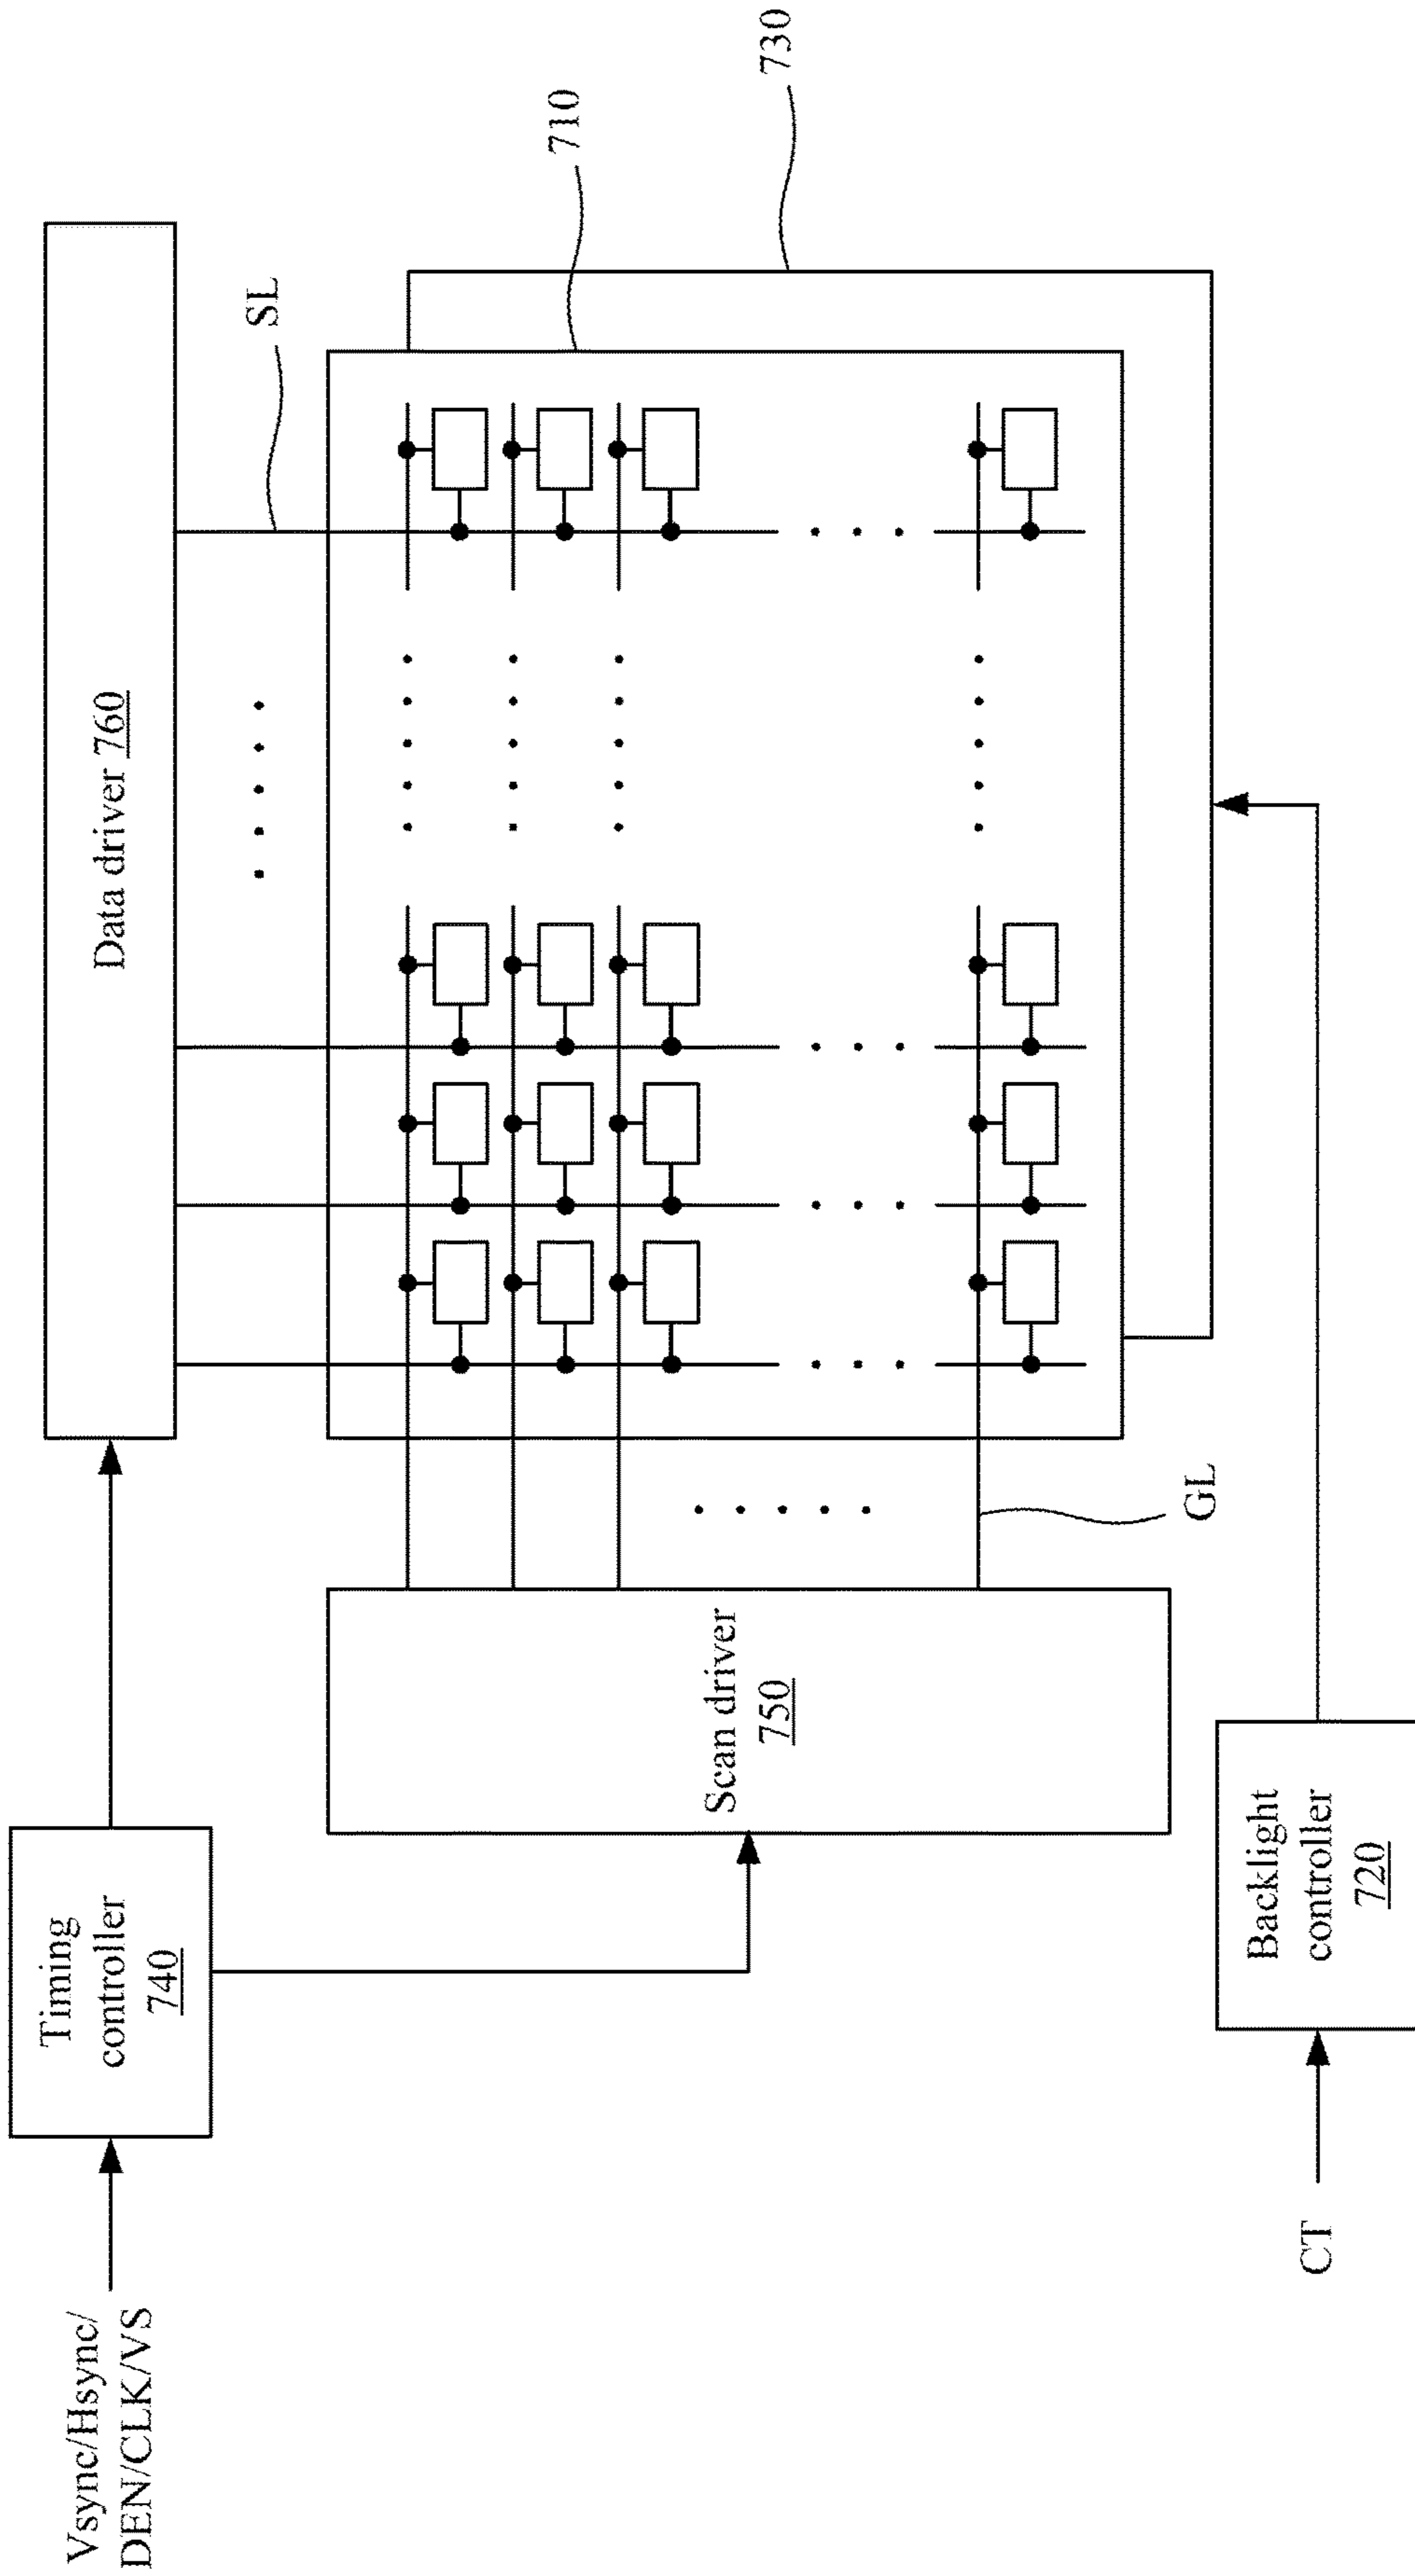 Vsync/Hsync/
DEN/CLK/VS
Timing
controller
740
Data driver 760
SL
710
730
Scan driver
750
GL
CT
Backlight
controller
720